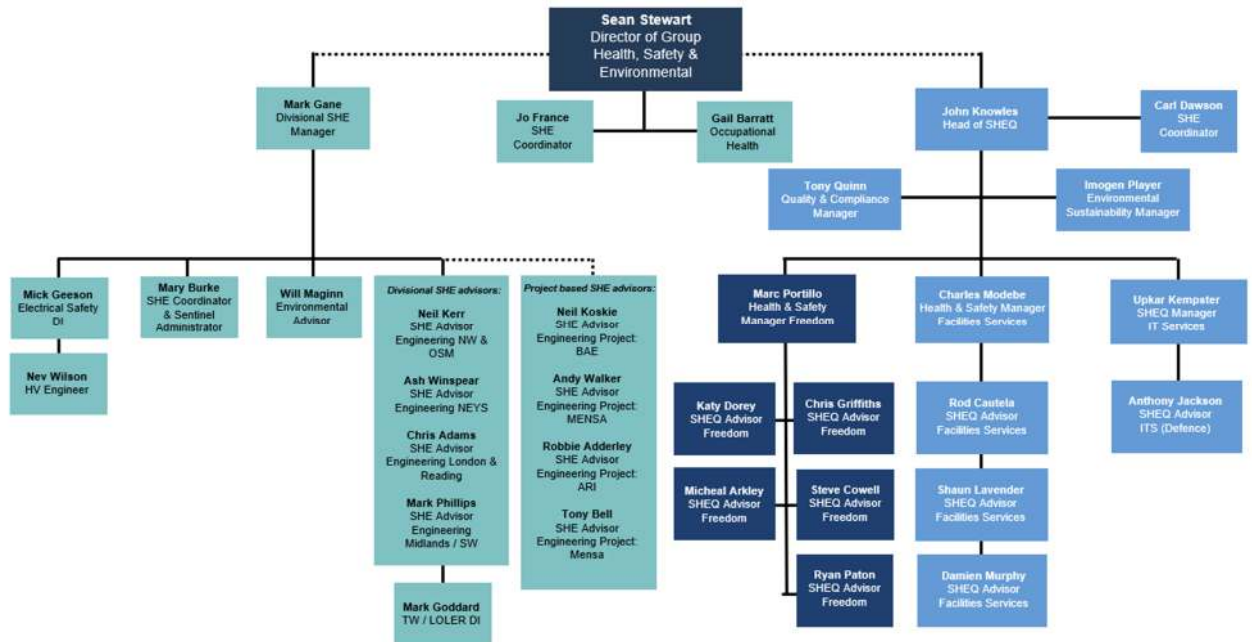 Sean Stewart
Director of Group
Health, Safety &
Environmental
Mark Gane
Divisional SHE
Manager
Jo France
SHE
Coordinator
Gail Barratt
Occupational
Health
John Knowles
Head of SHEQ
Carl Dawson
SHE
Coordinator
Tony Quinn
Quality & Compliance
Manager
Imogen Player
Environmental
Sustainability Manager
Mick Geeson
Electrical Safety
DI
Nev Wilson
HV Engineer
Mary Burke
SHE Coordinator
& Sentinel
Administrator
Will Maginn
Environmental
Advisor
Divisional SHE advisors:
Neil Kerr
SHE Advisor
Engineering NW &
OSM
Ash Winspear
SHE Advisor
Engineering NEYS
Chris Adams
SHE Advisor
Engineering London &
Reading
Mark Phillips
SHE Advisor
Engineering
Midlands / SW
Mark Goddard
TW / LOLER DI
Project based SHE advisors:
Neil Koskie
SHE Advisor
Engineering Project:
BAE
Andy Walker
SHE Advisor
Engineering Project:
MENSA
Robbie Adderley
SHE Advisor
Engineering Project:
ARI
Tony Bell
SHE Advisor
Engineering Project:
Mensa
Marc Portillo
Health & Safety
Manager Freedom
Katy Dorey
SHEQ Advisor
Freedom
Chris Griffiths
SHEQ Advisor
Freedom
Micheal Arkley
SHEQ Advisor
Freedom
Steve Cowell
SHEQ Advisor
Freedom
Ryan Paton
SHEQ Advisor
Freedom
Charles Modebe
Health & Safety Manager
Facilities Services
Rod Cautela
SHEQ Advisor
Facilities Services
Shaun Lavender
SHEQ Advisor
Facilities Services
Damien Murphy
SHEQ Advisor
Facilities Services
Upkar Kempster
SHEQ Manager
IT Services
Anthony Jackson
SHEQ Advisor
ITS (Defence)